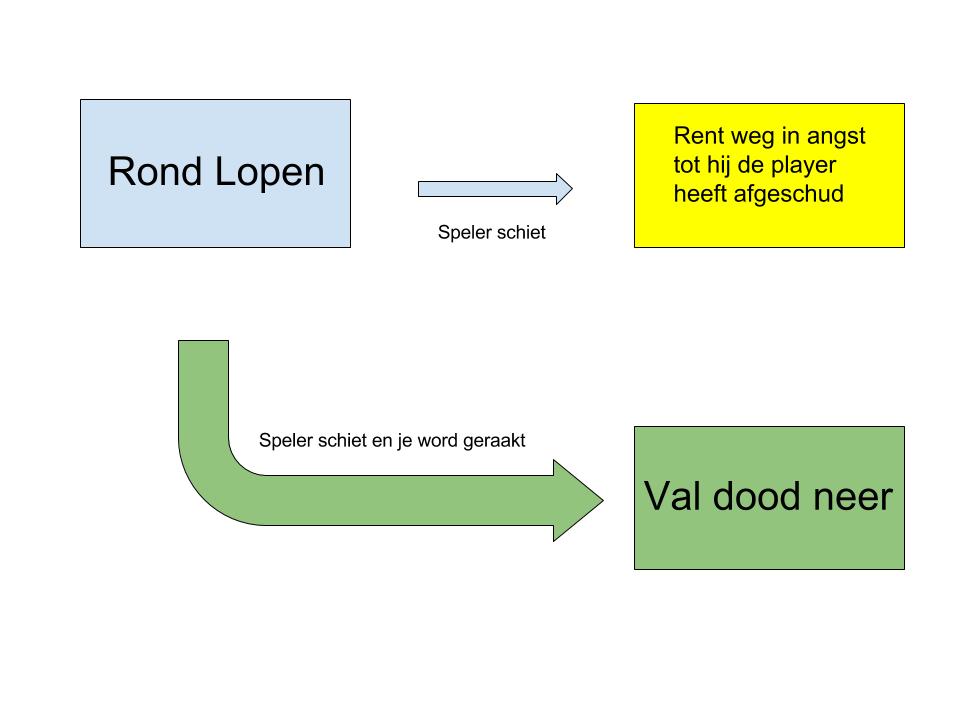 Rond Lopen
Rent weg in angst
tot hij de player
heeft afgeschud
Speler schiet
Speler schiet en je word geraakt
Val dood neer